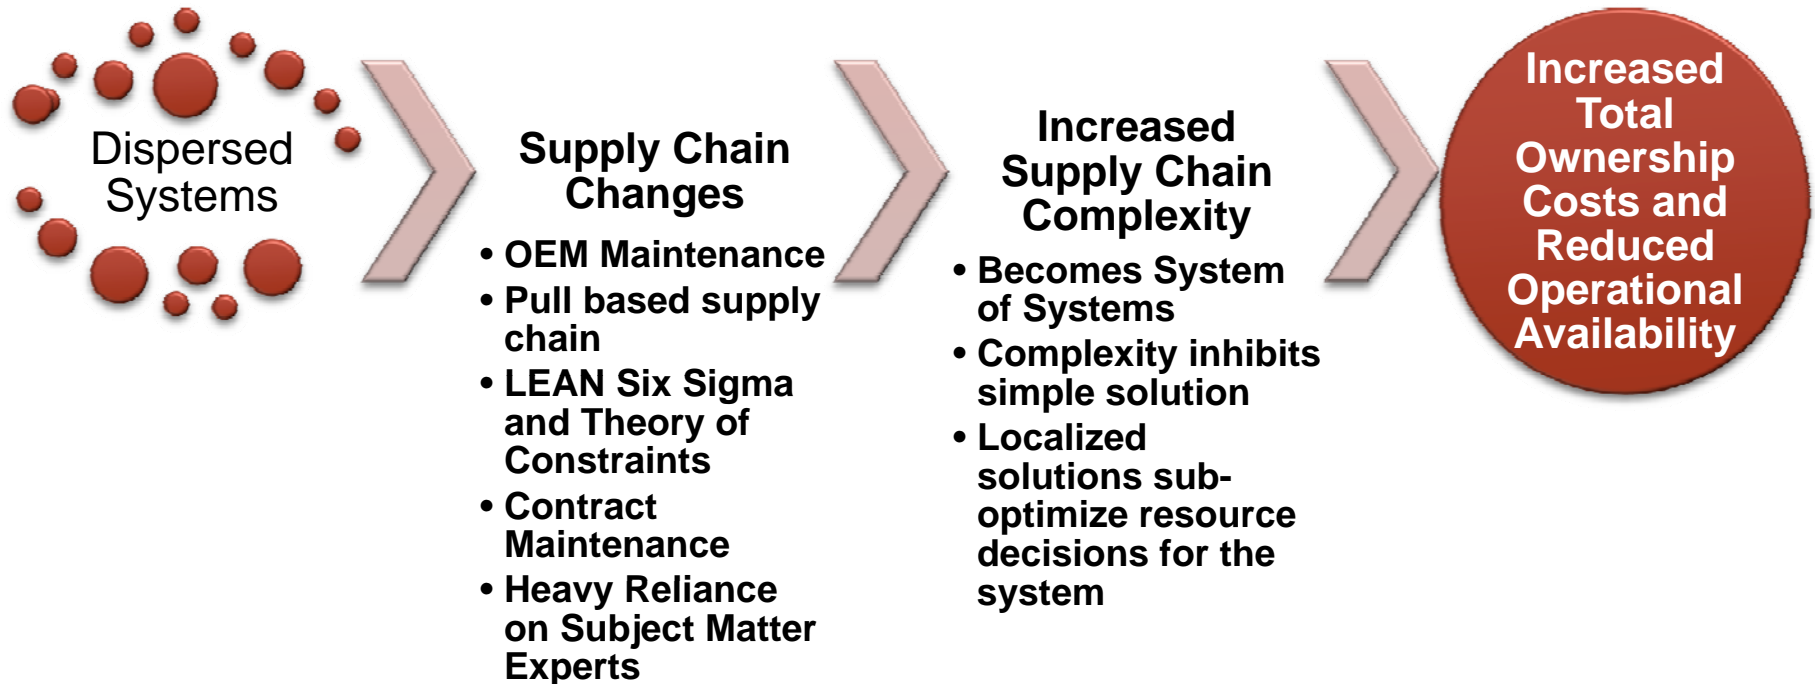 Dispersed
Systems
Supply Chain
Changes
• OEM Maintenance
• Pull based supply
chain
• LEAN Six Sigma
and Theory of
Constraints
• Contract
Maintenance
• Heavy Reliance
on Subject Matter
Experts
Increased
Supply Chain
Complexity
• Becomes System
of Systems
• Complexity inhibits
simple solution
• Localized
solutions sub-
optimize resource
decisions for the
system
Increased
Total
Ownership
Costs and
Reduced
Operational
Availability